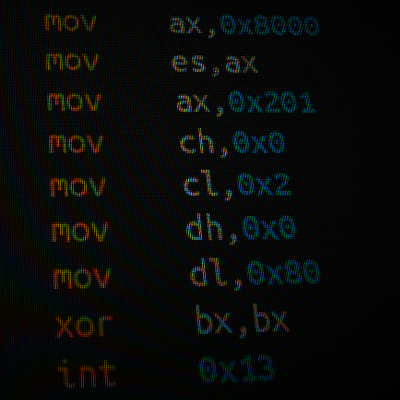 mov ax,0x8000
mov es,ax
mov ax,0x201
mov ch,0x0
mov cl,0x2
mov dh,0x0
mov dl,0x80
xor bx,bx
int 0x13